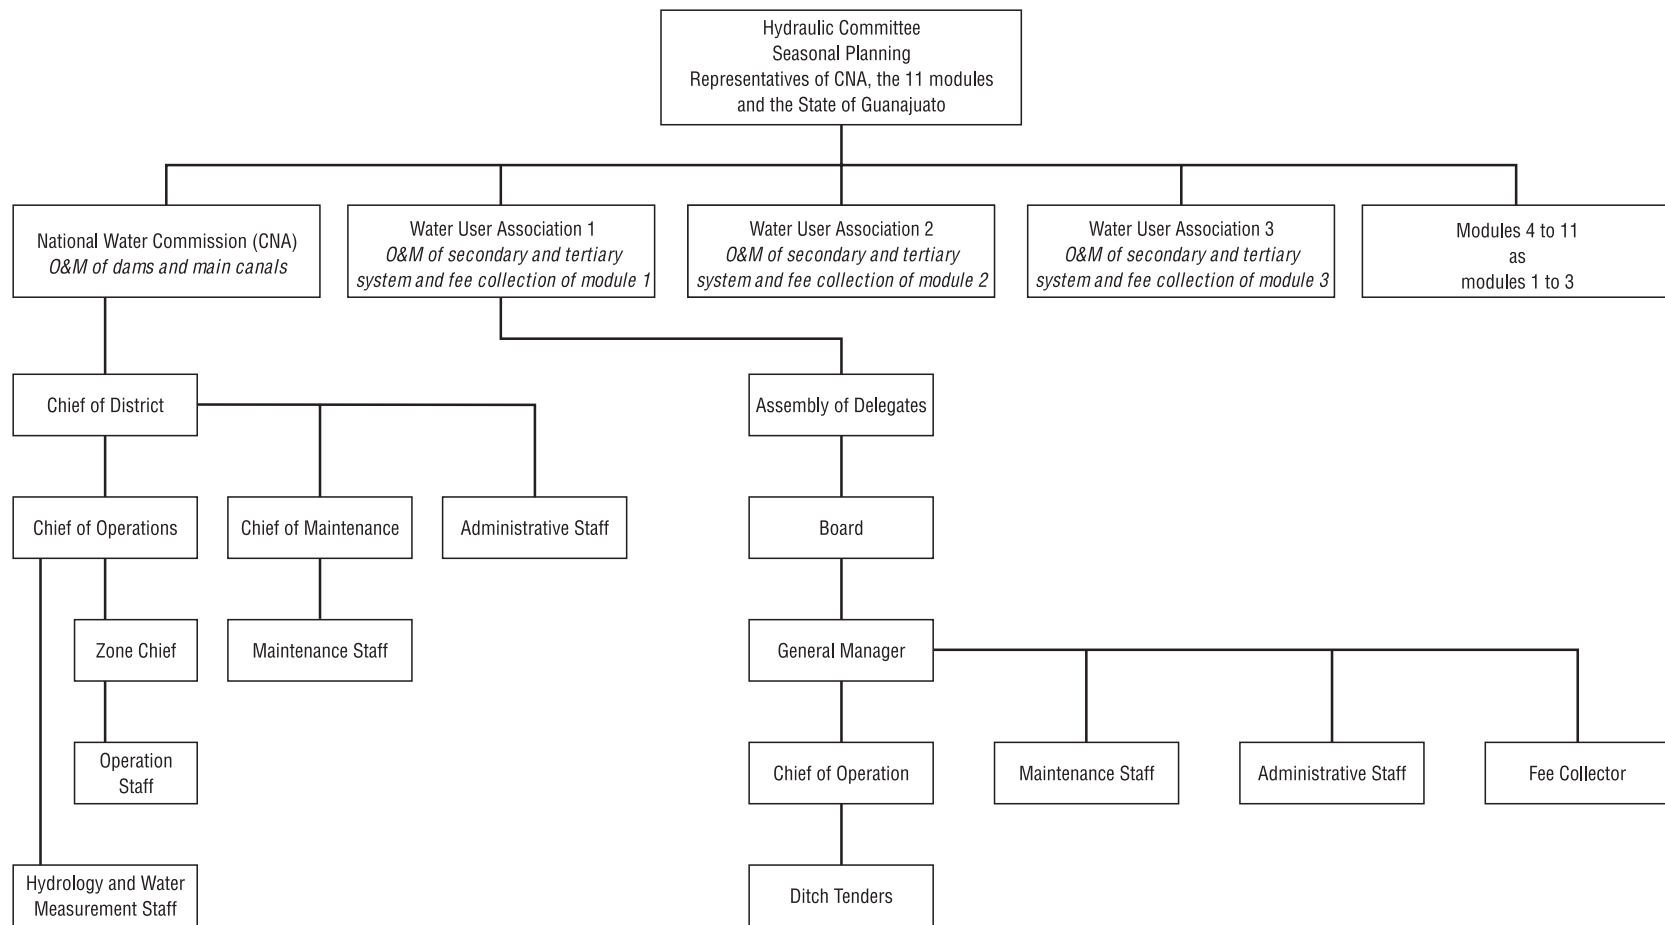 Hydraulic Committee
Seasonal Planning
Representatives of CNA, the 11 modules
and the State of Guanajuato
National Water Commission (CNA)
O&M of dams and main canals
Water User Association 1
O&M of secondary and tertiary
system and fee collection of module 1
Water User Association 2
O&M of secondary and tertiary
system and fee collection of module 2
Water User Association 3
O&M of secondary and tertiary
system and fee collection of module 3
Modules 4 to 11
as
modules 1 to 3
Chief of District
Assembly of Delegates
Chief of Operations
Chief of Maintenance
Administrative Staff
Board
Zone Chief
Maintenance Staff
General Manager
Operation
Staff
Chief of Operation
Maintenance Staff
Administrative Staff
Fee Collector
Hydrology and Water
Measurement Staff
Ditch Tenders